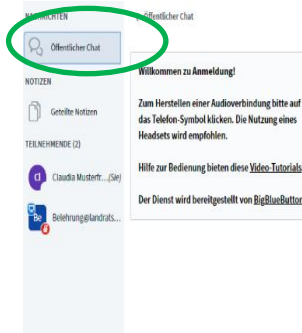 NACHRICHTEN
Öffentlicher Chat
NOTIZEN
Geteilte Notizen
TEILNEHMENDE (2)
Cl
Claudia Musterfr... (Sie)
Be
Belehrung@landrats...
Öffentlicher Chat
Willkommen zu Anmeldung!
Zum Herstellen einer Audioverbindung bitte auf
das Telefon-Symbol klicken. Die Nutzung eines
Headsets wird empfohlen.
Hilfe zur Bedienung bieten diese Video-Tutorials
Der Dienst wird bereitgestellt von BigBlueButton